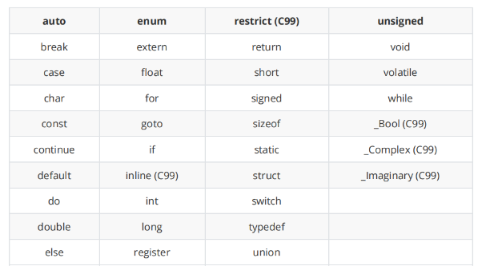 auto enum restrict (C99) unsigned
break extern return void
case float short volatile
char for signed while
const goto sizeof _Bool (C99)
continue if static _Complex (C99)
default inline (C99) struct _Imaginary (C99)
do int switch
double long typedef
else register union